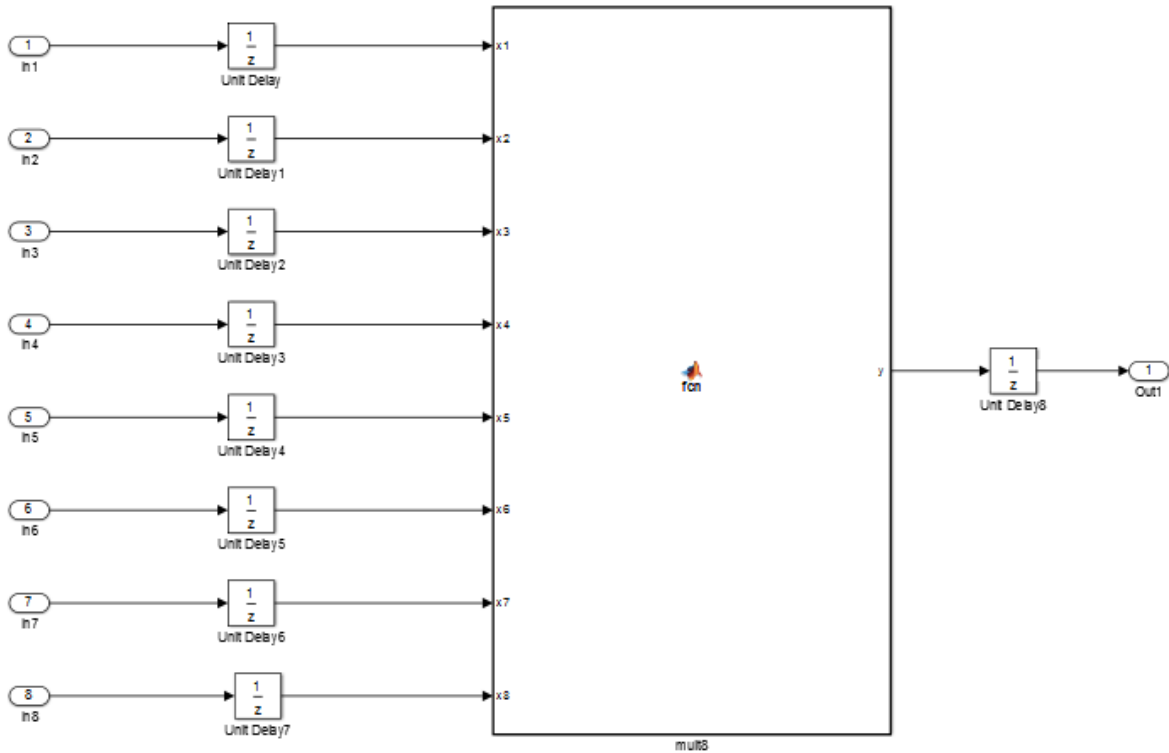 1
In1
1
z
Unit Delay
x1
2
In2
1
z
Unit Delay1
x2
3
In3
1
z
Unit Delay2
x3
4
In4
1
z
Unit Delay3
x4
5
In5
1
z
Unit Delay4
x5
6
In6
1
z
Unit Delay5
x6
7
In7
1
z
Unit Delay6
x7
8
In8
1
z
Unit Delay7
x8
fcn
mult8
y
1
z
Unit Delay8
1
Out1